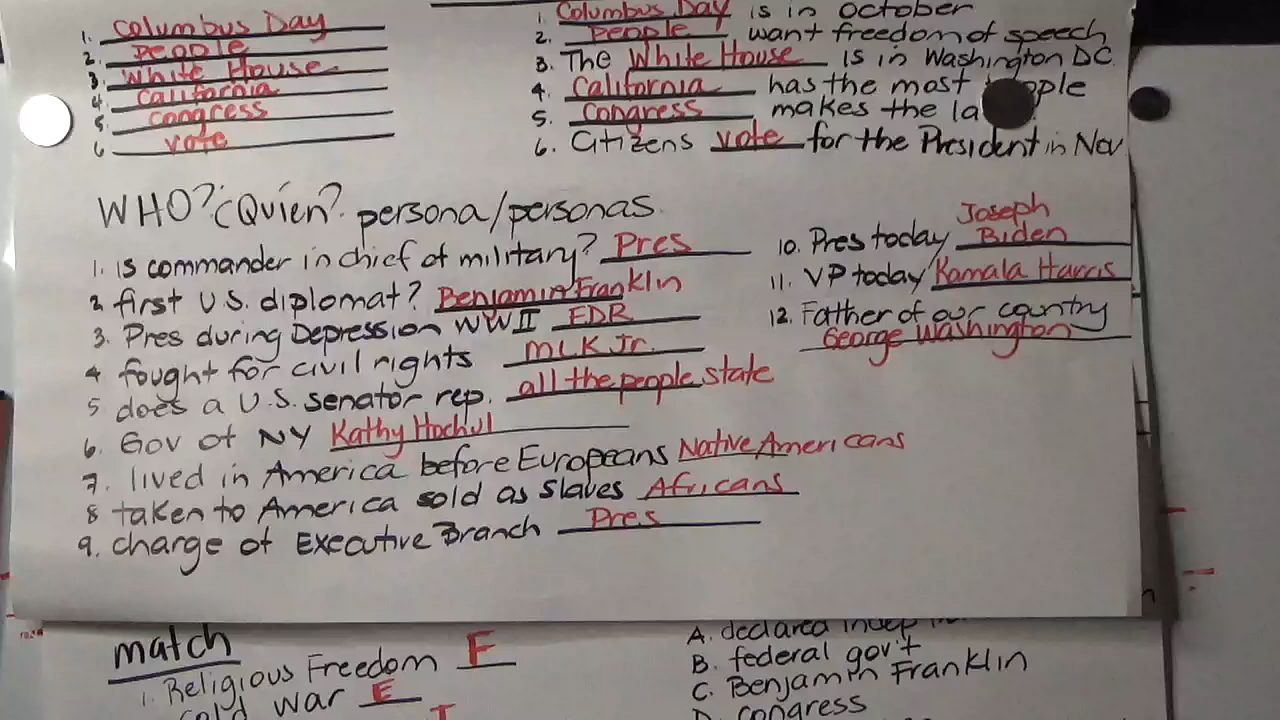 1. Columbus Day
2. people
3. White House
4. California
5. Congress
6. vote
1. Columbus Day is in October
2. people want freedom of speech
3. The White House is in Washington DC.
4. California has the most
5. Congress makes the
6. Citizens vote for the President in Nov
WHO? ¿Quíen? persona/personas.
1. is commander in chief of military? Pres
2 first U.S. diplomat? Benjamin Franklin
3. Pres during Depression WWII FDR
4 fought for civil rights MLK Jr.
5 does a U.S. senator rep. all the people state
6. Gov of NY Kathy Hochul
7. lived in America before Europeans Native Americans
8 taken to America sold as slaves Africans
9. charge of Executive Branch Pres
10. Pres today Joseph Biden
11. VP today Kamala Harris
12. Father of our country
George Washington
match
1. Religious Freedom F
cold war E
A. declared
B. federal gov't
C. Benjamin Franklin
D. Congress